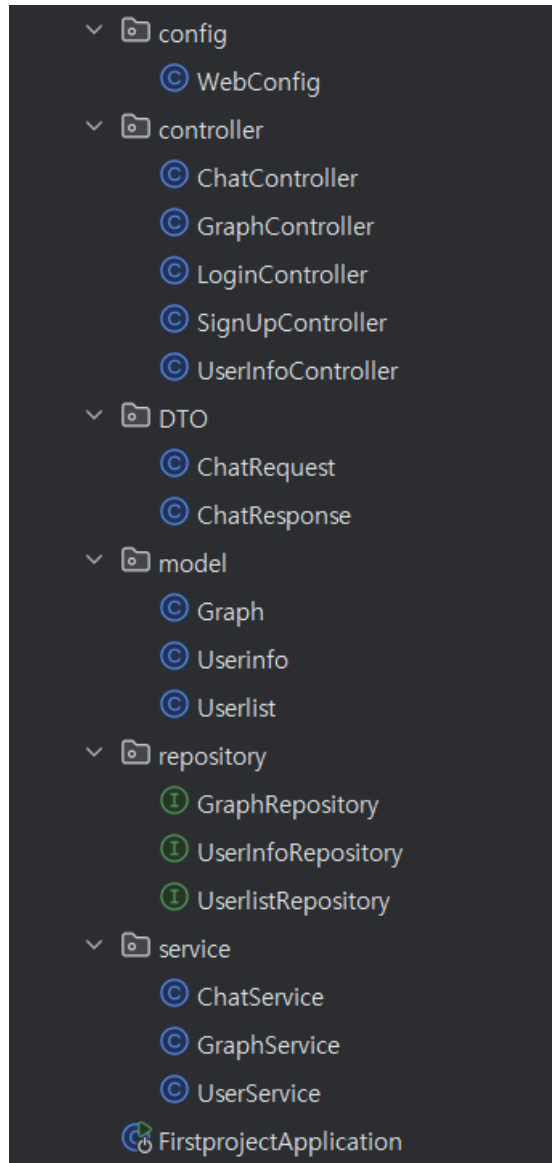 config
WebConfig
controller
ChatController
GraphController
LoginController
SignUpController
UserInfoController
DTO
ChatRequest
ChatResponse
model
Graph
Userinfo
Userlist
repository
GraphRepository
UserInfoRepository
UserlistRepository
service
ChatService
GraphService
UserService
FirstprojectApplication